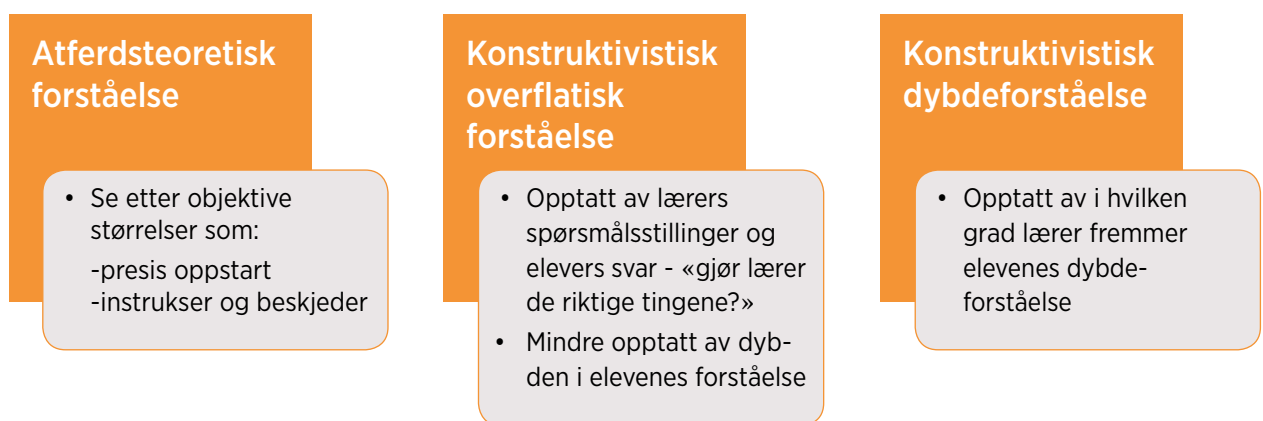 Atferdsteoretisk
forståelse
• Se etter objektive
størrelser som:
-presis oppstart
-instrukser og beskjeder
Konstruktivistisk
overflatisk
forståelse
• Opptatt av lærers
spørsmålsstillinger og
elevers svar - «gjør lærer
de riktige tingene?»
• Mindre opptatt av dyb-
den i elevenes forståelse
Konstruktivistisk
dybdeforståelse
• Opptatt av i hvilken
grad lærer fremmer
elevenes dybde-
forståelse